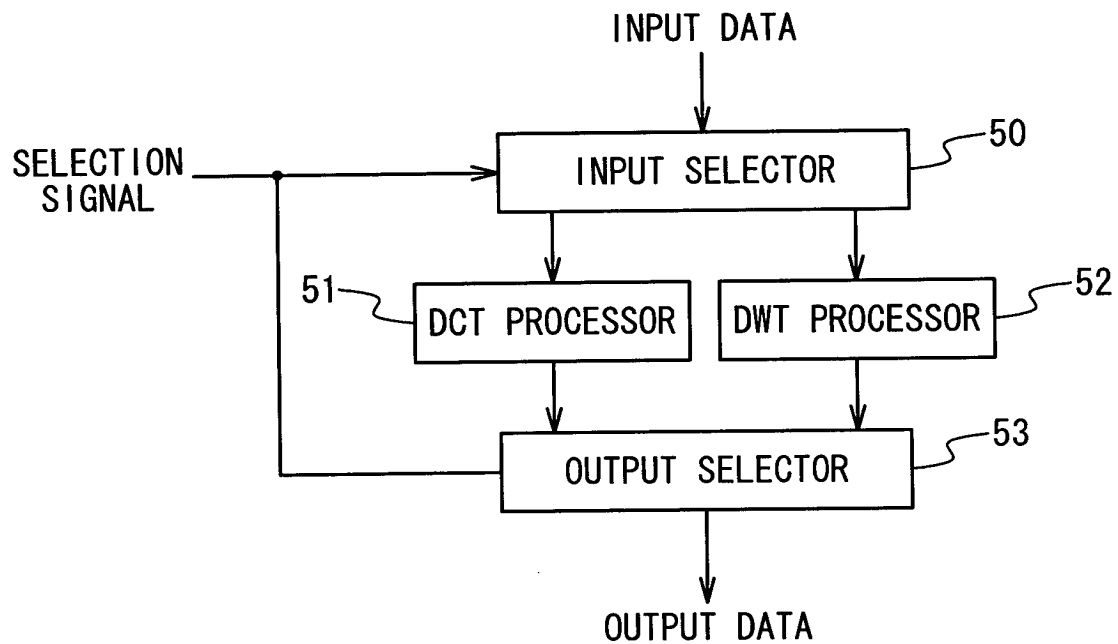 INPUT DATA
50
SELECTION
SIGNAL
INPUT SELECTOR
51
52
DCT PROCESSOR
DWT PROCESSOR
53
OUTPUT SELECTOR
OUTPUT DATA